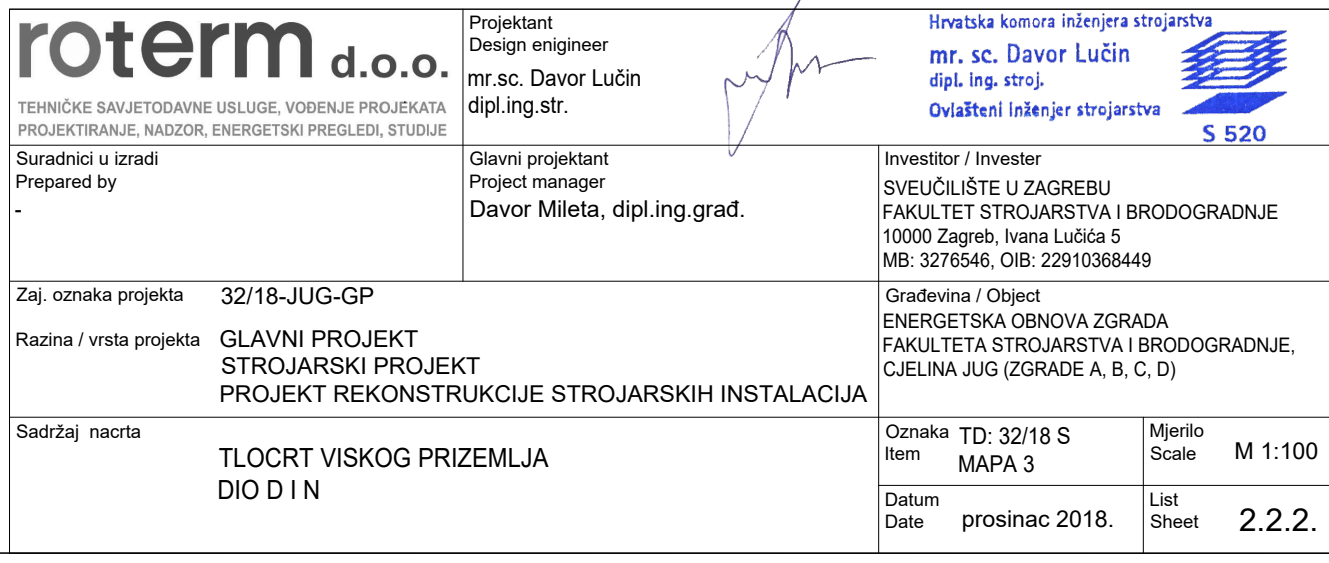 roterm d.o.o.
TEHNIČKE SAVJETODAVNE USLUGE, VOĐENJE PROJEKATA
PROJEKTIRANJE, NADZOR, ENERGETSKI PREGLEDI, STUDIJE
Projektant
Design enigineer
mr.sc. Davor Lučin
dipl.ing.str.
Hrvatska komora inženjera strojarstva
mr. sc. Davor Lučin
dipl. ing. stroj.
Ovlašteni inženjer strojarstva
S 520
Suradnici u izradi
Prepared by
-
Glavni projektant
Project manager
Davor Mileta, dipl.ing.građ.
Investitor / Invester
SVEUČILIŠTE U ZAGREBU
FAKULTET STROJARSTVA I BRODOGRADNJE
10000 Zagreb, Ivana Lučića 5
MB: 3276546, OIB: 22910368449
Zaj. oznaka projekta 32/18-JUG-GP
Razina / vrsta projekta GLAVNI PROJEKT
STROJARSKI PROJEKT
PROJEKT REKONSTRUKCIJE STROJARSKIH INSTALACIJA
Građevina / Object
ENERGETSKA OBNOVA ZGRADA
FAKULTETA STROJARSTVA I BRODOGRADNJE,
CJELINA JUG (ZGRADE A, B, C, D)
Sadržaj nacrta
TLOCRT VISKOG PRIZEMLJA
DIO D I N
Oznaka TD: 32/18 S
Item MAPA 3
Mjerilo
Scale M 1:100
Datum
Date prosinac 2018.
List
Sheet 2.2.2.